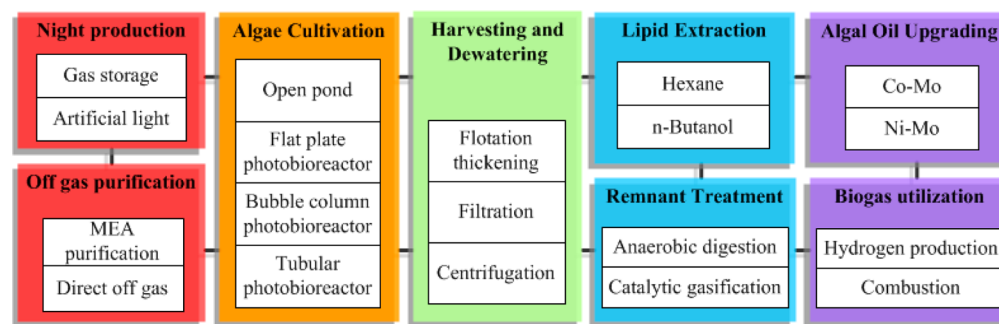 Night production
Gas storage
Artificial light
Off gas purification
MEA
purification
Direct off gas
Algae Cultivation
Open pond
Flat plate
photobioreactor
Bubble column
photobioreactor
Tubular
photobioreactor
Harvesting and
Dewatering
Flotation
thickening
Filtration
Centrifugation
Lipid Extraction
Hexane
n-Butanol
Remnant Treatment
Anaerobic digestion
Catalytic gasification
Algal Oil Upgrading
Co-Mo
Ni-Mo
Biogas utilization
Hydrogen production
Combustion